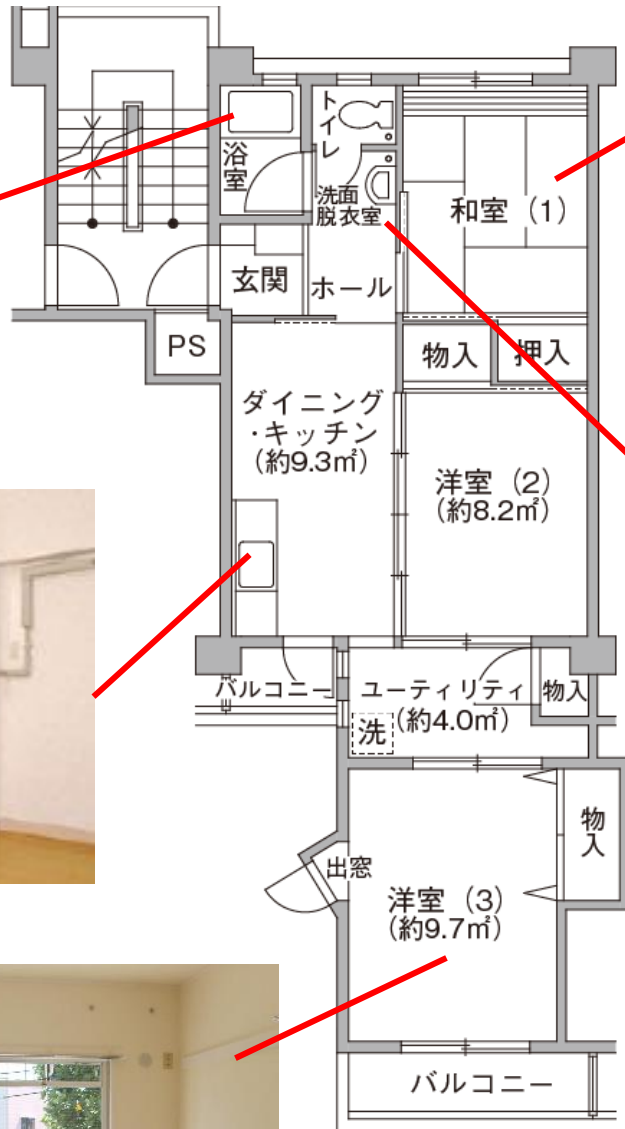 トイレ
浴室
洗面
脱衣室
和室（1）
玄関
ホール
PS
物入
押入
ダイニング
・キッチン
（約9.3㎡）
洋室（2）
（約8.2㎡）
バルコニー
ユーティリティ
（約4.0㎡）
物入
洗
物入
出窓
洋室（3）
（約9.7㎡）
バルコニー